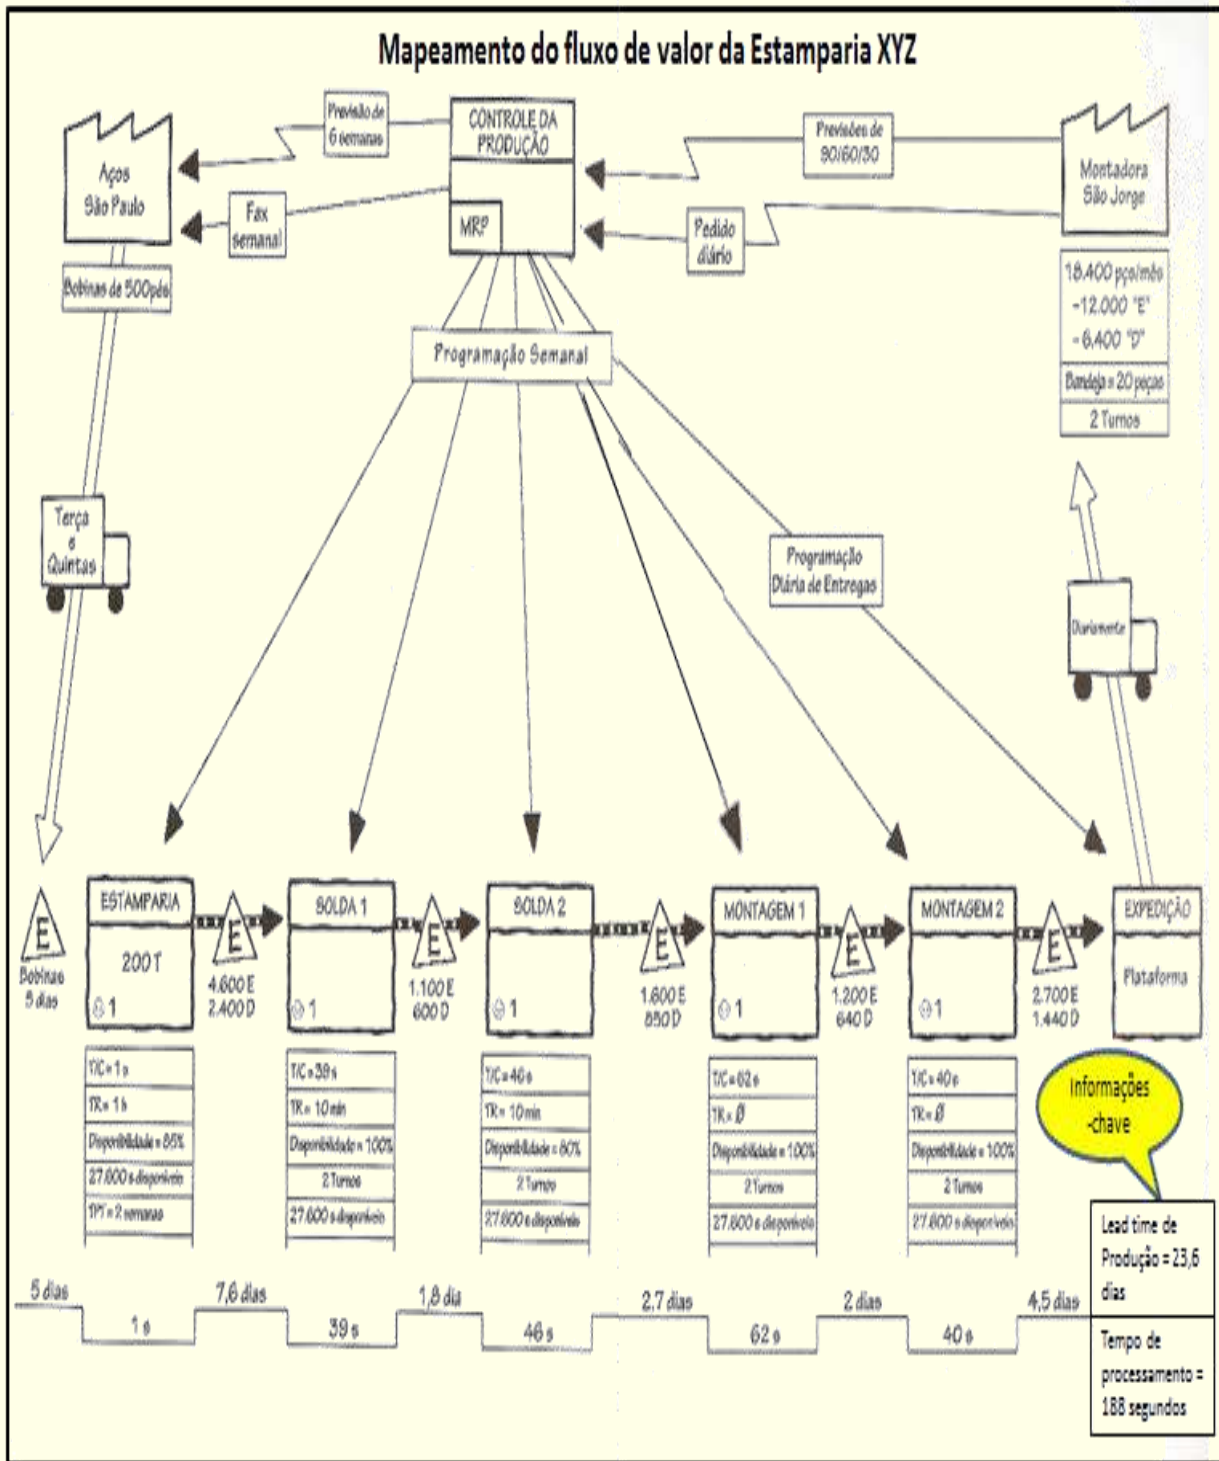 Mapeamento do fluxo de valor da Estamparia XYZ
Aços
São Paulo
Previsão de
6 semanas
CONTROLE DA
PRODUÇÃO
MRP
Previsões de
90/60/30
Montadora
São Jorge
Fax
semanal
Pedido
diário
Bobinas de 500pés
18.400 pçs/mês
-12.000 "E"
-6.400 "D"
Bandeja = 20 peças
2 Turnos
Programação Semanal
Terça
e
Quintas
Programação
Diária de Entregas
Diariamente
E
Bobinas
5 dias
ESTAMPARIA
200 T
1
E
4.600 E
2.400 D
SOLDA 1
1
E
1.100 E
600 D
SOLDA 2
1
E
1.600 E
850 D
MONTAGEM 1
1
E
1.200 E
640 D
MONTAGEM 2
1
E
2.700 E
1.440 D
EXPEDIÇÃO
Plataforma
T/C = 1 s
TR = 1 h
Disponibilidade = 85%
27.600 s disponíveis
TPT = 2 semanas
T/C = 39 s
TR = 10 min
Disponibilidade = 100%
2 Turnos
27.600 s disponíveis
T/C = 46 s
TR = 10 min
Disponibilidade = 80%
2 Turnos
27.600 s disponíveis
T/C = 62 s
TR = Ø
Disponibilidade = 100%
2 Turnos
27.600 s disponíveis
T/C = 40 s
TR = Ø
Disponibilidade = 100%
2 Turnos
27.600 s disponíveis
Informações
-chave
5 dias
1 s
7,6 dias
39 s
1,8 dia
46 s
2,7 dias
62 s
2 dias
40 s
4,5 dias
Lead time de
Produção = 23,6
dias
Tempo de
processamento =
188 segundos